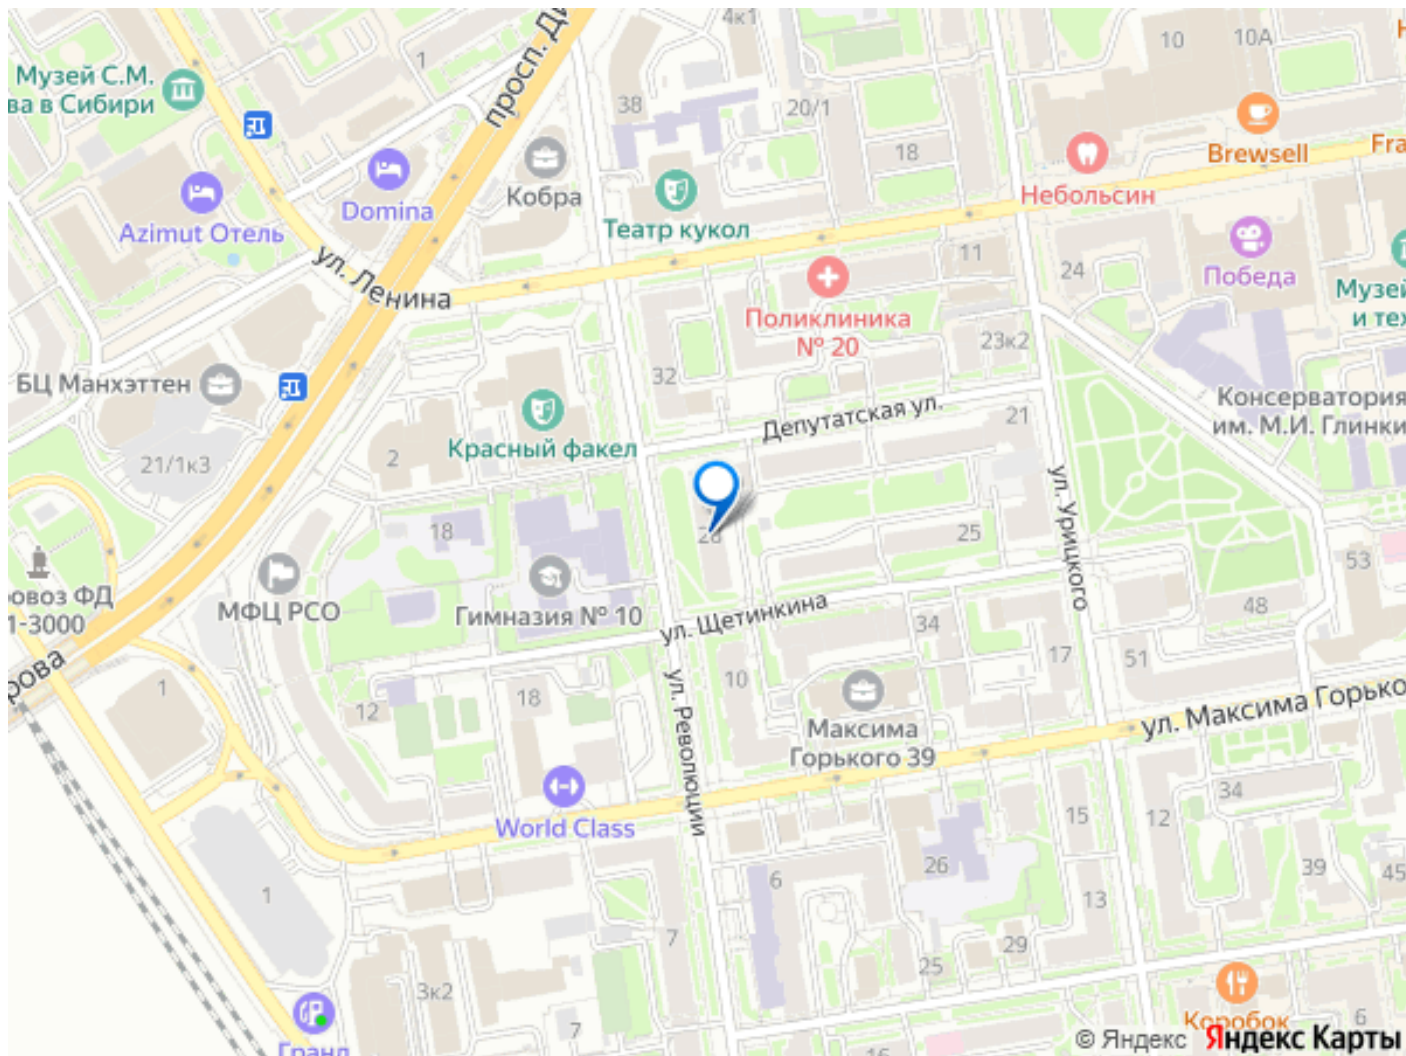 4к1
10
10А
просп. Ди
1
Музей С.М.
ва в Сибири
38
20/1
18
Brewsell
Fra
Небольсин
Кобра
Domina
Azimut Отель
Театр кукол
ул. Ленина
11
24
Победа
Музей
и тех
Поликлиника
№ 20
23к2
32
БЦ Манхэттен
Консерватория
им. М.И. Глинки
Депутатская ул.
21
Красный факел
2
21/1к3
18
25
ул. Урицкого
53
МФЦ РСО
Гимназия № 10
овоз ФД
1-3000
48
ул. Щетинкина
34
17
51
рова
1
12
18
10
ул. Революции
Максима
Горького 39
ул. Максима Горько
World Class
34
15
12
26
39
45
6
1
13
7
29
25
3к2
7
Гранд
16
Коробок
6
© Яндекс Яндекс Карты